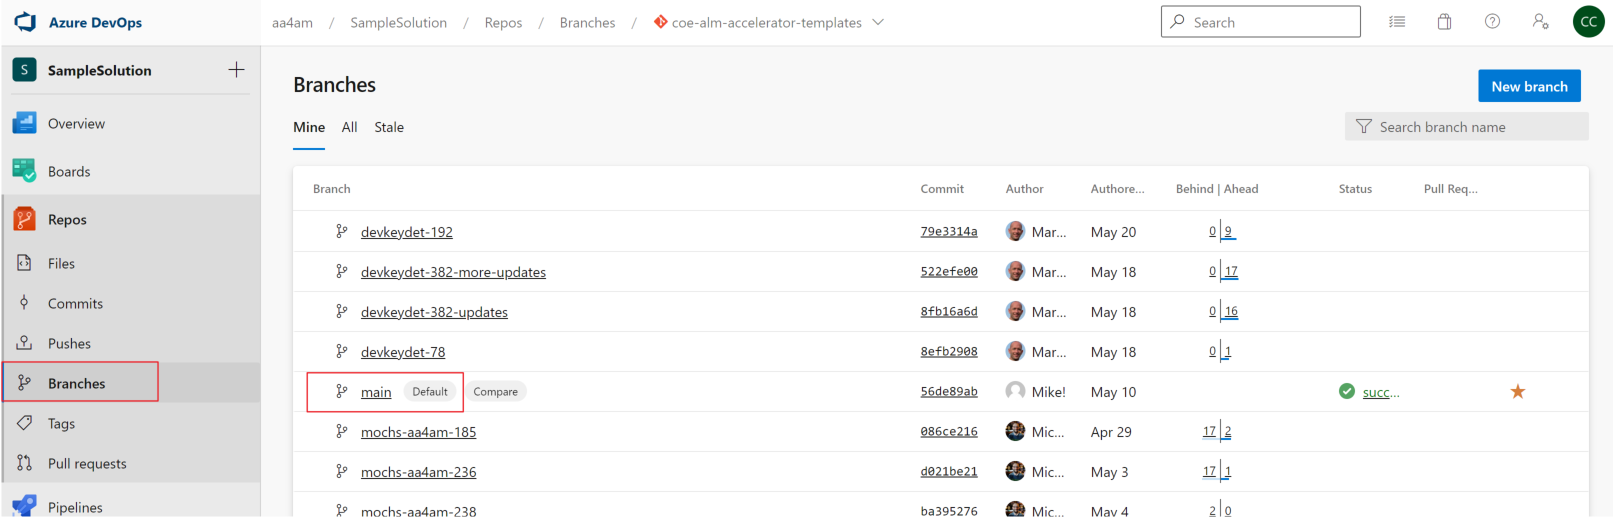 Azure DevOps
aa4am / SampleSolution / Repos / Branches / coe-alm-accelerator-templates
Search
CC
S SampleSolution
Overview
Boards
Repos
Files
Commits
Pushes
Branches
Tags
Pull requests
Pipelines
Branches
New branch
Mine All Stale
Search branch name
Branch Commit Author Authore... Behind | Ahead Status Pull Req...
devkeydet-192 79e3314a Mar... May 20 0 9
devkeydet-382-more-updates 522efe00 Mar... May 18 0 17
devkeydet-382-updates 8fb16a6d Mar... May 18 0 16
devkeydet-78 8efb2908 Mar... May 18 0 1
main Default Compare 56de89ab Mike! May 10 succ...
mochs-aa4am-185 086ce216 Mic... Apr 29 17 2
mochs-aa4am-236 d021be21 Mic... May 3 17 1
mochs-aa4am-238 ba395276 Mic... May 4 2 0